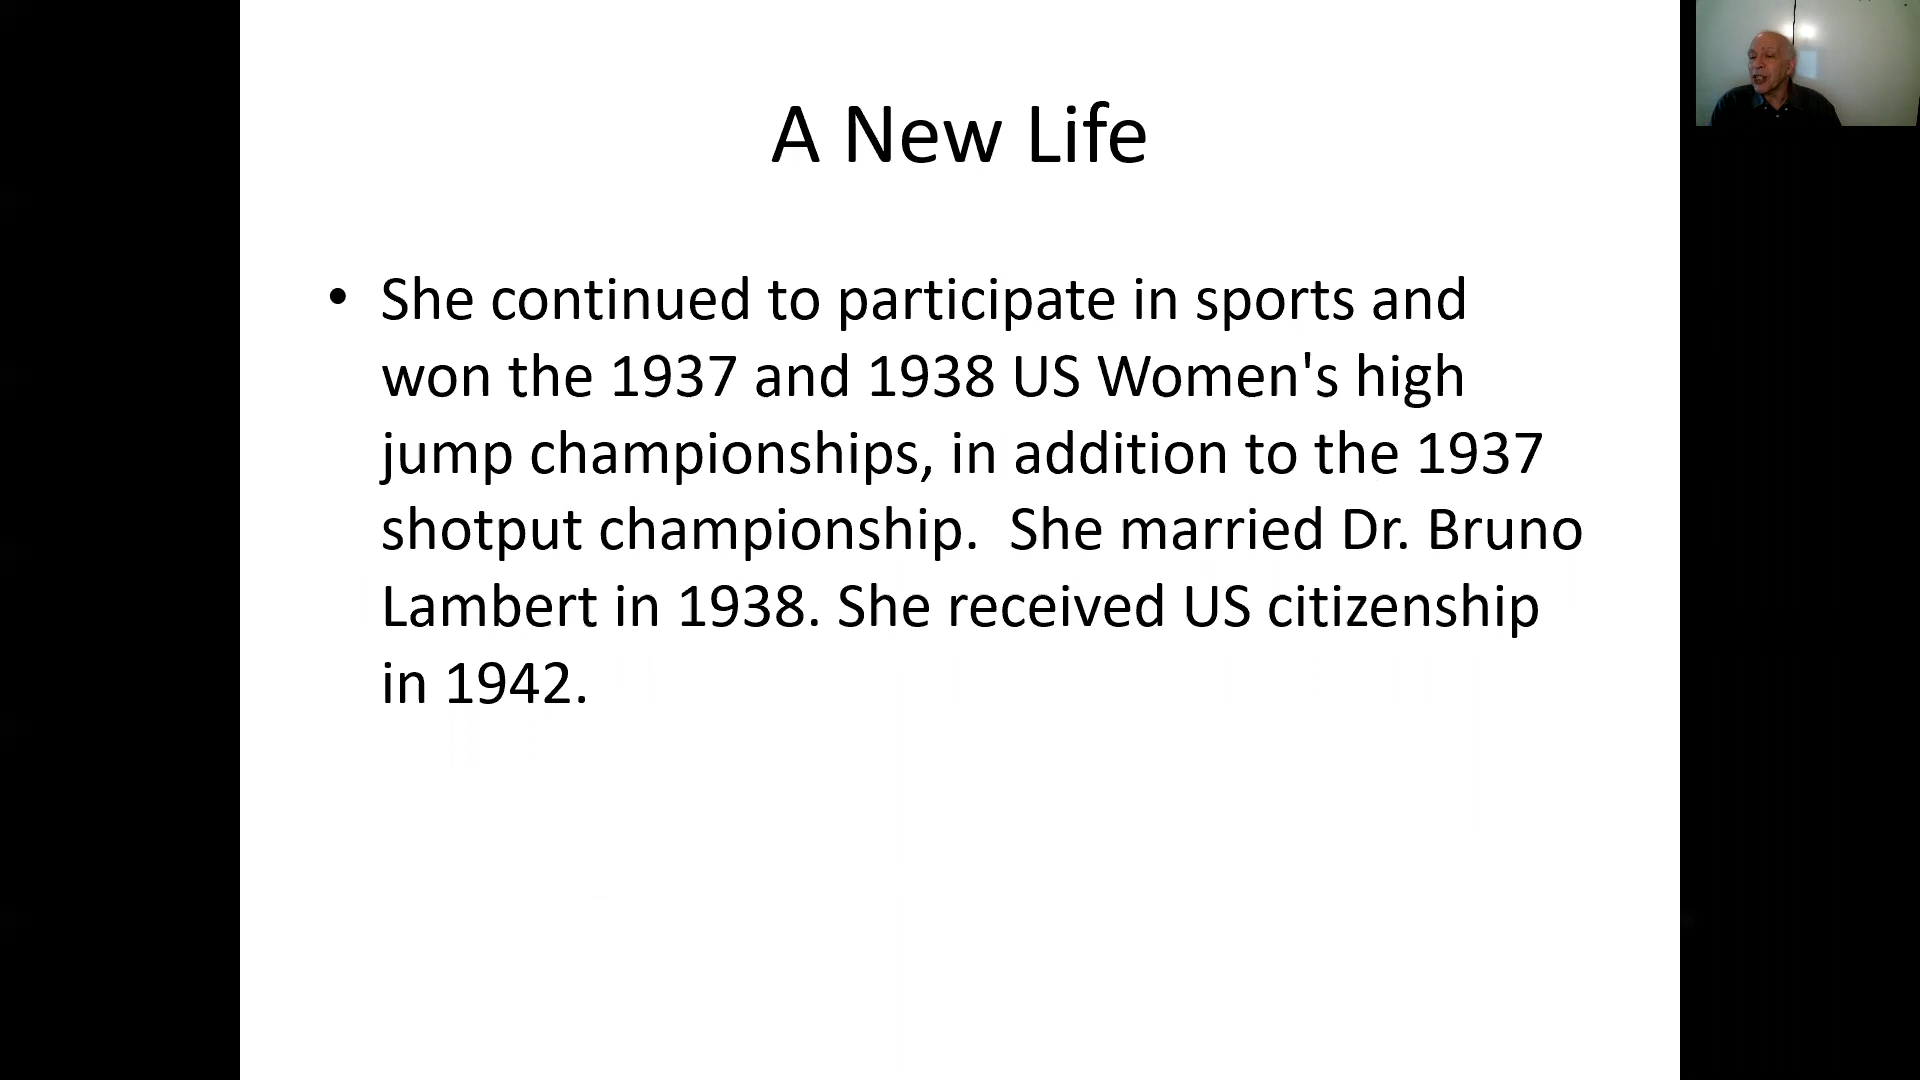 A New Life
• She continued to participate in sports and
won the 1937 and 1938 US Women's high
jump championships, in addition to the 1937
shotput championship.  She married Dr. Bruno
Lambert in 1938. She received US citizenship
in 1942.